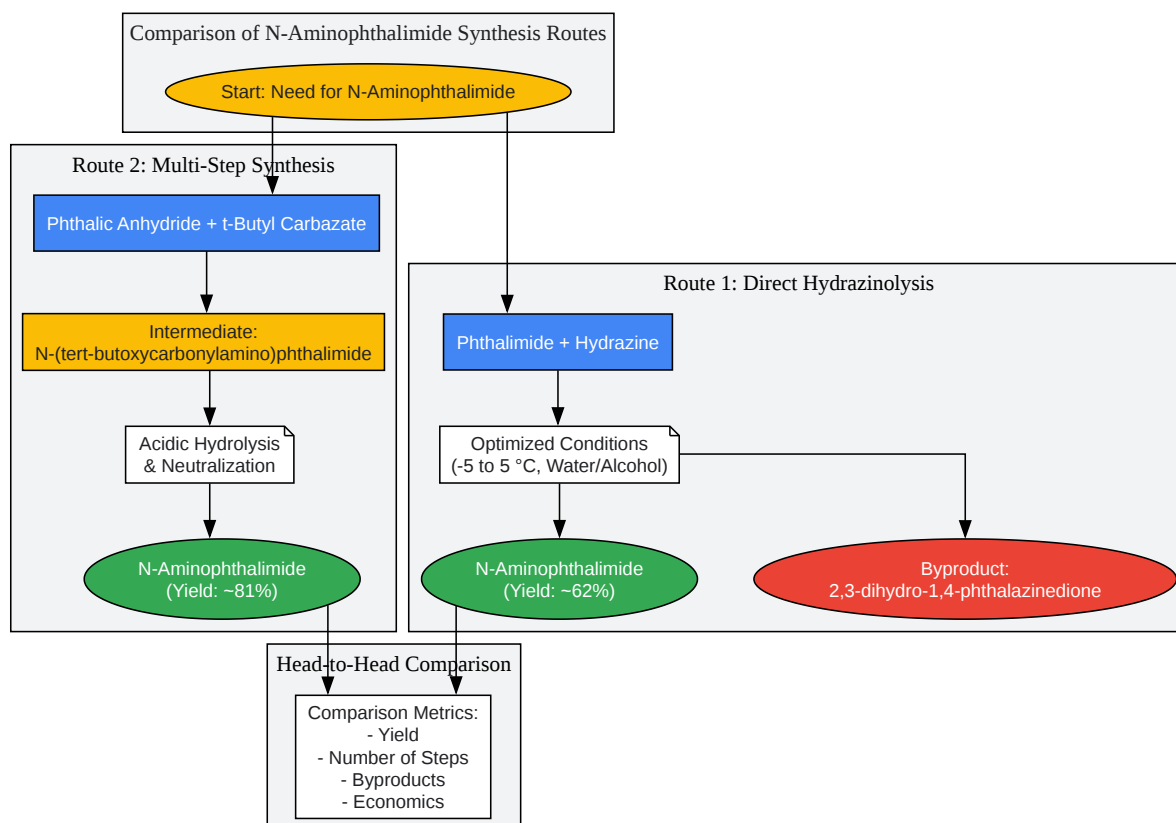 Comparison of N-Aminophthalimide Synthesis Routes
Start: Need for N-Aminophthalimide
Route 2: Multi-Step Synthesis
Phthalic Anhydride + t-Butyl Carbazate
Intermediate:
N-(tert-butoxycarbonylamino)phthalimide
Acidic Hydrolysis
& Neutralization
N-Aminophthalimide
(Yield: ~81%)
Route 1: Direct Hydrazinolysis
Phthalimide + Hydrazine
Optimized Conditions
(-5 to 5 °C, Water/Alcohol)
N-Aminophthalimide
(Yield: ~62%)
Byproduct:
2,3-dihydro-1,4-phthalazinedione
Head-to-Head Comparison
Comparison Metrics:
- Yield
- Number of Steps
- Byproducts
- Economics